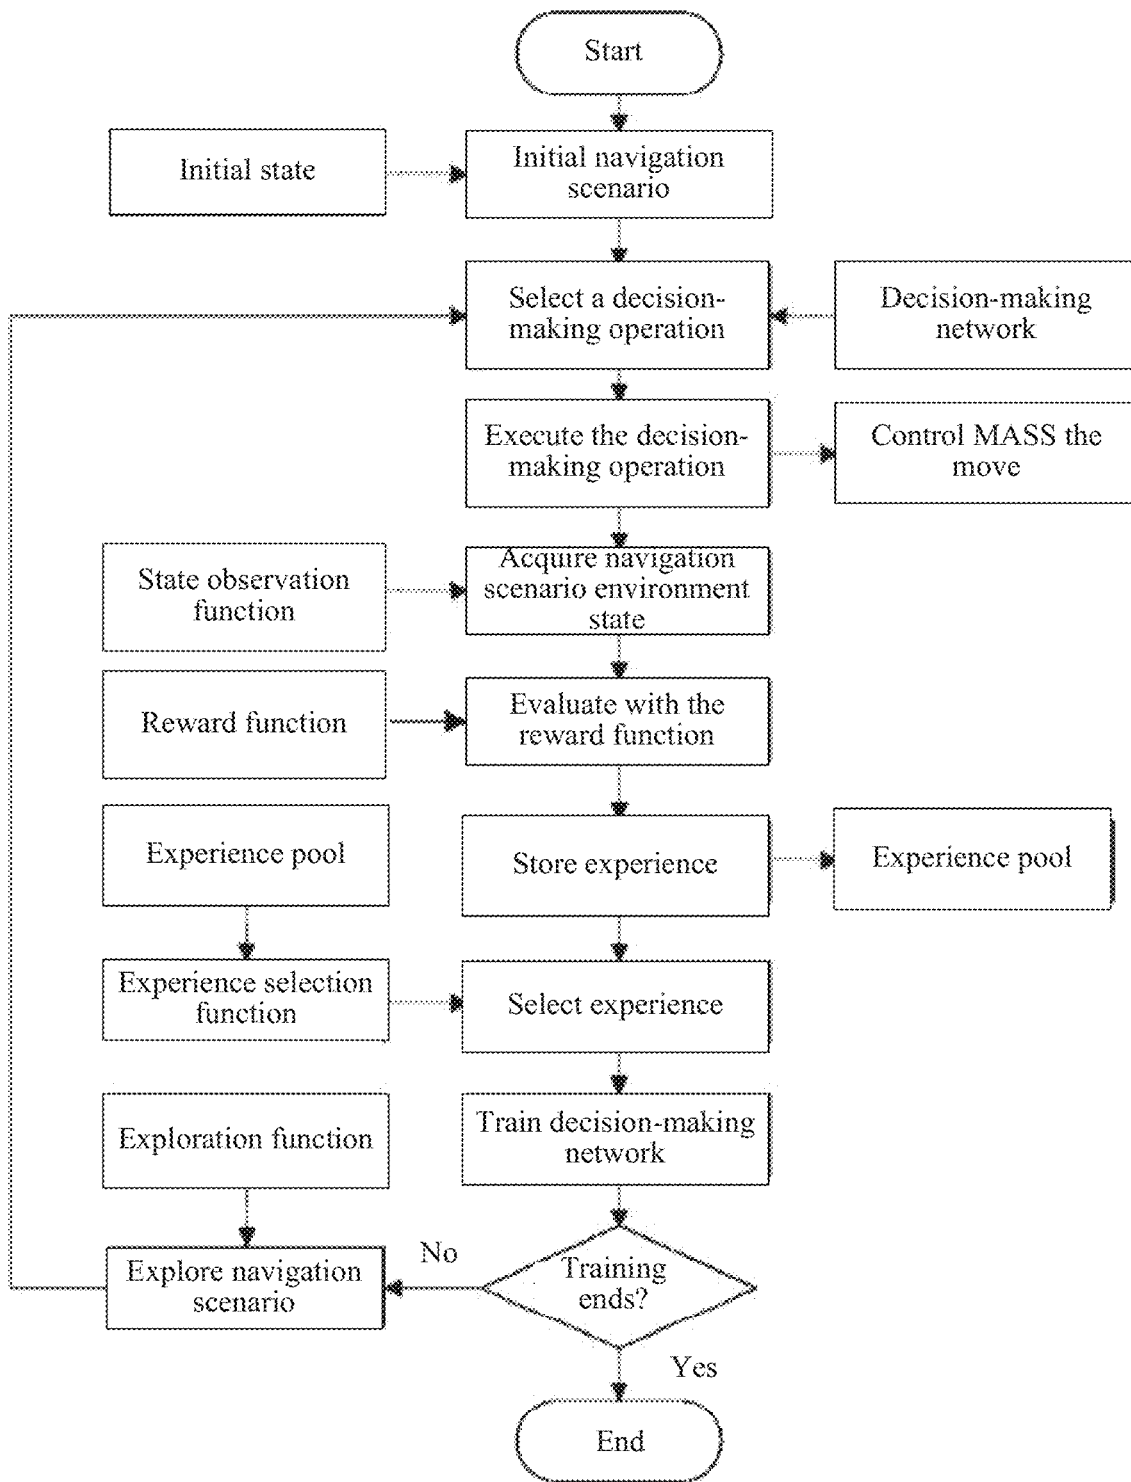 Start
Initial state
Initial navigation
scenario
Select a decision-
making operation
Decision-making
network
Execute the decision-
making operation
Control MASS the
move
State observation
function
Acquire navigation
scenario environment
state
Reward function
Evaluate with the
reward function
Experience pool
Store experience
Experience pool
Experience selection
function
Select experience
Exploration function
Train decision-making
network
Explore navigation
scenario
No
Training
ends?
Yes
End